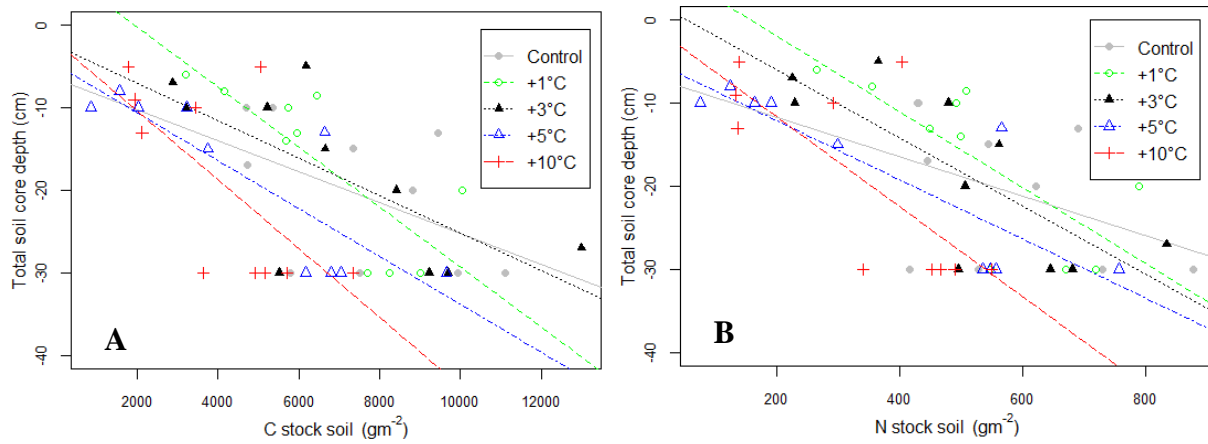 Total soil core depth (cm)
0
-10
-20
-30
-40
Control
+1°C
+3°C
+5°C
+10°C
A
2000 4000 6000 8000 10000 12000
C stock soil (gm⁻²)
Total soil core depth (cm)
0
-10
-20
-30
-40
Control
+1°C
+3°C
+5°C
+10°C
B
200 400 600 800
N stock soil (gm⁻²)